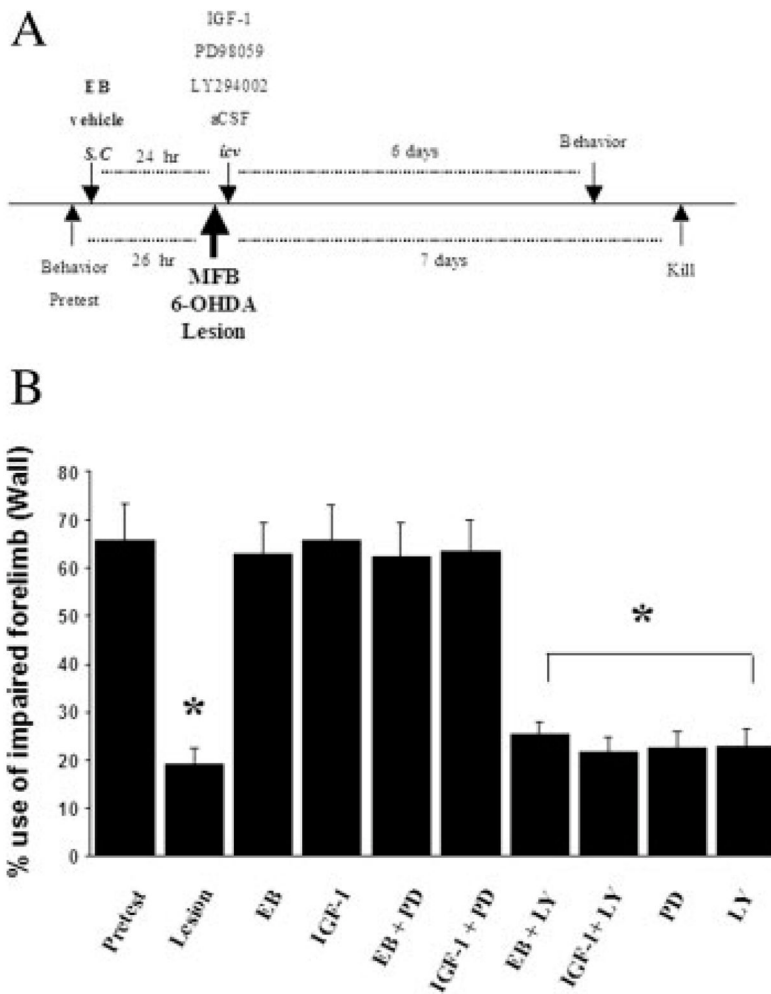 A
IGF-1
PD98059
LY294002
aCSF
icv
EB
vehicle
S.C
24 hr
6 days
Behavior
Behavior
Pretest
26 hr
MFB
6-OHDA
Lesion
7 days
Kill
B
% use of impaired forelimb (Wall)
80
70
60
50
40
30
20
10
0
*
*
Pretest
Lesion
EB
IGF-1
EB + PD
IGF-1 + PD
EB + LY
IGF-1+ LY
PD
LY